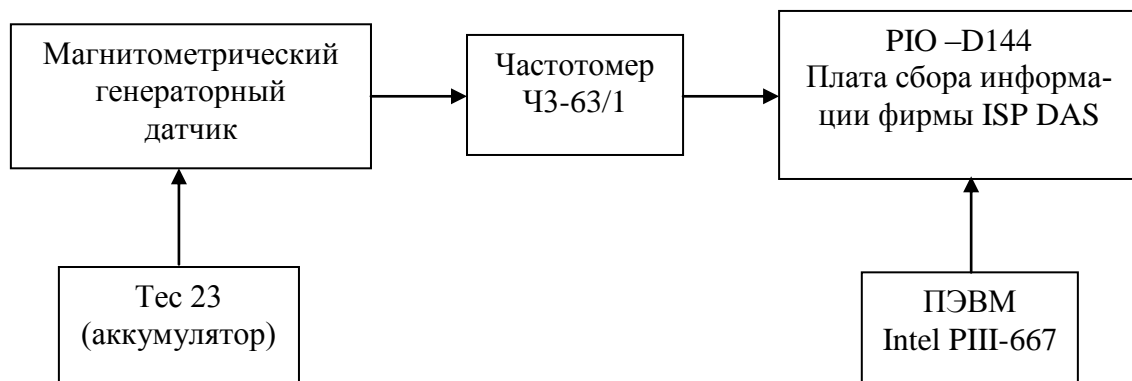 Магнитометрический
генераторный
датчик
Частотомер
Ч3-63/1
PIO –D144
Плата сбора информа-
ции фирмы ISP DAS
Тес 23
(аккумулятор)
ПЭВМ
Intel PIII-667